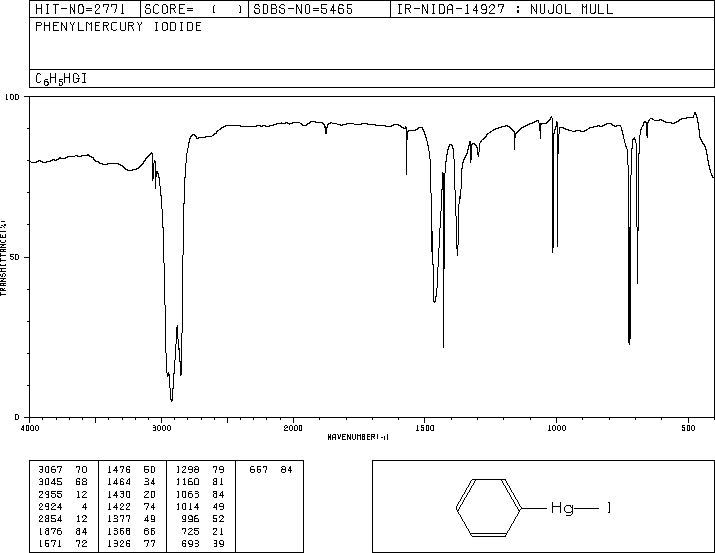 HIT-NO=2771 SCORE= ( ) SDBS-NO=5465 IR-NIDA-14927 : NUJOL MULL
PHENYLMERCURY IODIDE
C6H5HGI
100
50
0
TRANSMITTANCE(%)
4000 3000 2000 1500 1000 500
WAVENUMBER(-1)
3067 70 1476 60 1298 79 667 84
3045 68 1464 34 1160 81
2955 12 1430 20 1063 84
2924 4 1422 74 1014 49
2854 12 1377 49 996 52
1876 84 1368 66 725 21
1571 72 1326 77 693 39
Hg I